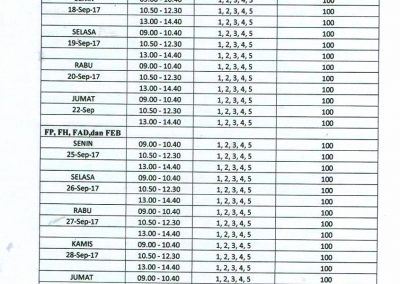 09.00 - 10.40 1, 2, 3, 4, 5 100
18-Sep-17 10.50 - 12.30 1, 2, 3, 4, 5 100
13.00 - 14.40 1, 2, 3, 4, 5 100
SELASA 09.00 - 10.40 1, 2, 3, 4, 5 100
19-Sep-17 10.50 - 12.30 1, 2, 3, 4, 5 100
13.00 - 14.40 1, 2, 3, 4, 5 100
RABU 09.00 - 10.40 1, 2, 3, 4, 5 100
20-Sep-17 10.50 - 12.30 1, 2, 3, 4, 5 100
13.00 - 14.40 1, 2, 3, 4, 5 100
JUMAT 09.00 - 10.40 1, 2, 3, 4, 5 100
22-Sep 10.50 - 12.30 1, 2, 3, 4, 5 100
13.00 - 14.40 1, 2, 3, 4, 5 100
FP, FH, FAD,dan FEB
SENIN 09.00 - 10.40 1, 2, 3, 4, 5 100
25-Sep-17 10.50 - 12.30 1, 2, 3, 4, 5 100
13.00 - 14.40 1, 2, 3, 4, 5 100
SELASA 09.00 - 10.40 1, 2, 3, 4, 5 100
26-Sep-17 10.50 - 12.30 1, 2, 3, 4, 5 100
13.00 - 14.40 1, 2, 3, 4, 5 100
RABU 09.00 - 10.40 1, 2, 3, 4, 5 100
27-Sep-17 10.50 - 12.30 1, 2, 3, 4, 5 100
13.00 - 14.40 1, 2, 3, 4, 5 100
KAMIS 09.00 - 10.40 1, 2, 3, 4, 5 100
28-Sep-17 10.50 - 12.30 1, 2, 3, 4, 5 100
13.00 - 14.40 1, 2, 3, 4, 5 100
JUMAT 09.00 - 10.40 1, 2, 3, 4, 5 100